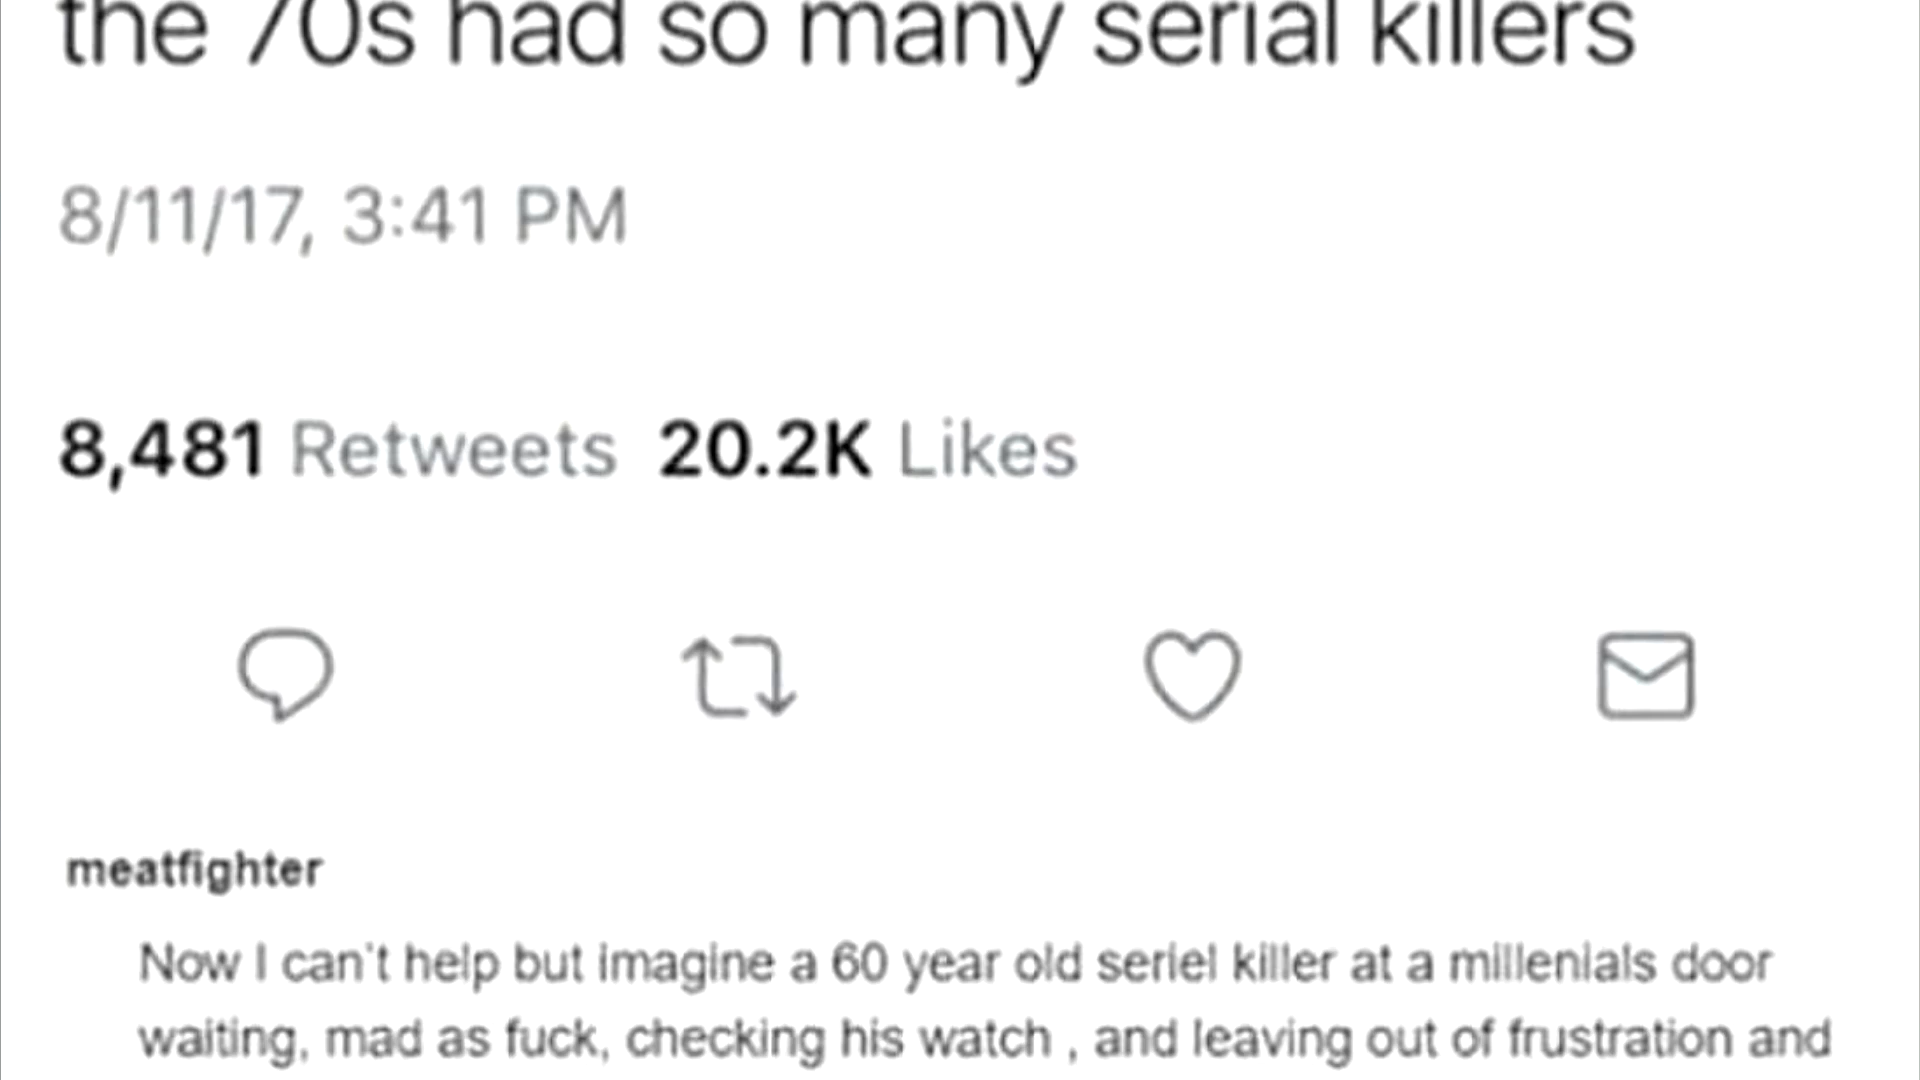 the 70s had so many serial killers
8/11/17, 3:41 PM
8,481 Retweets 20.2K Likes
meatfighter
Now I can't help but imagine a 60 year old seriel killer at a millenials door
waiting, mad as fuck, checking his watch , and leaving out of frustration and